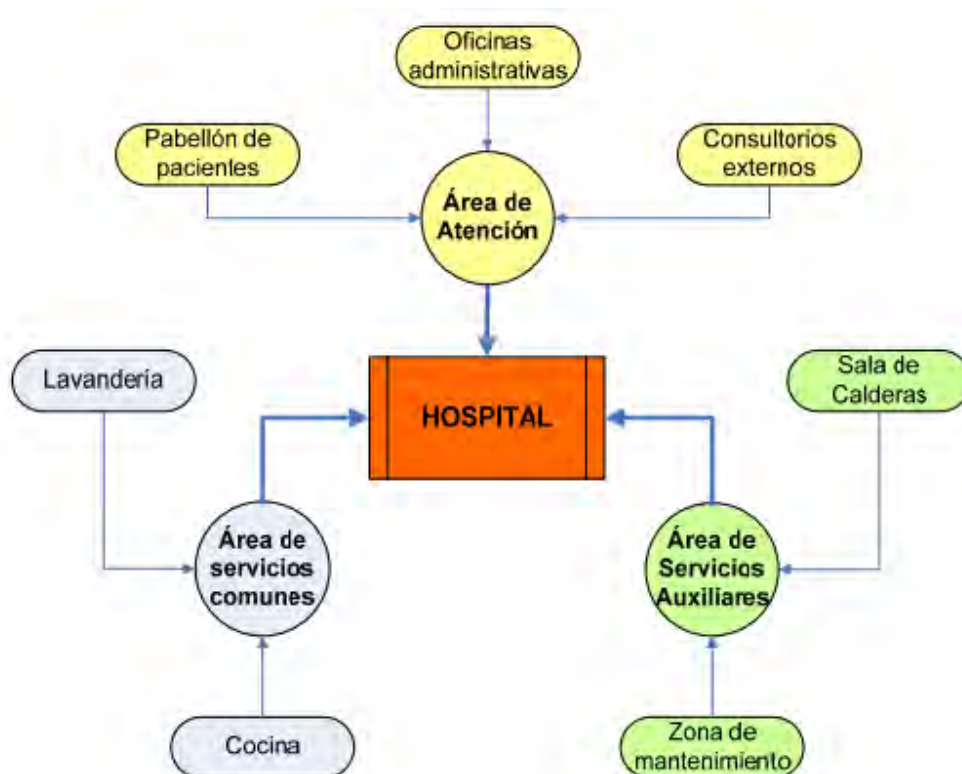 Oficinas
administrativas
Pabellón de
pacientes
Consultorios
externos
Área de
Atención
Lavandería
HOSPITAL
Sala de
Calderas
Área de
servicios
comunes
Área de
Servicios
Auxiliares
Cocina
Zona de
mantenimiento